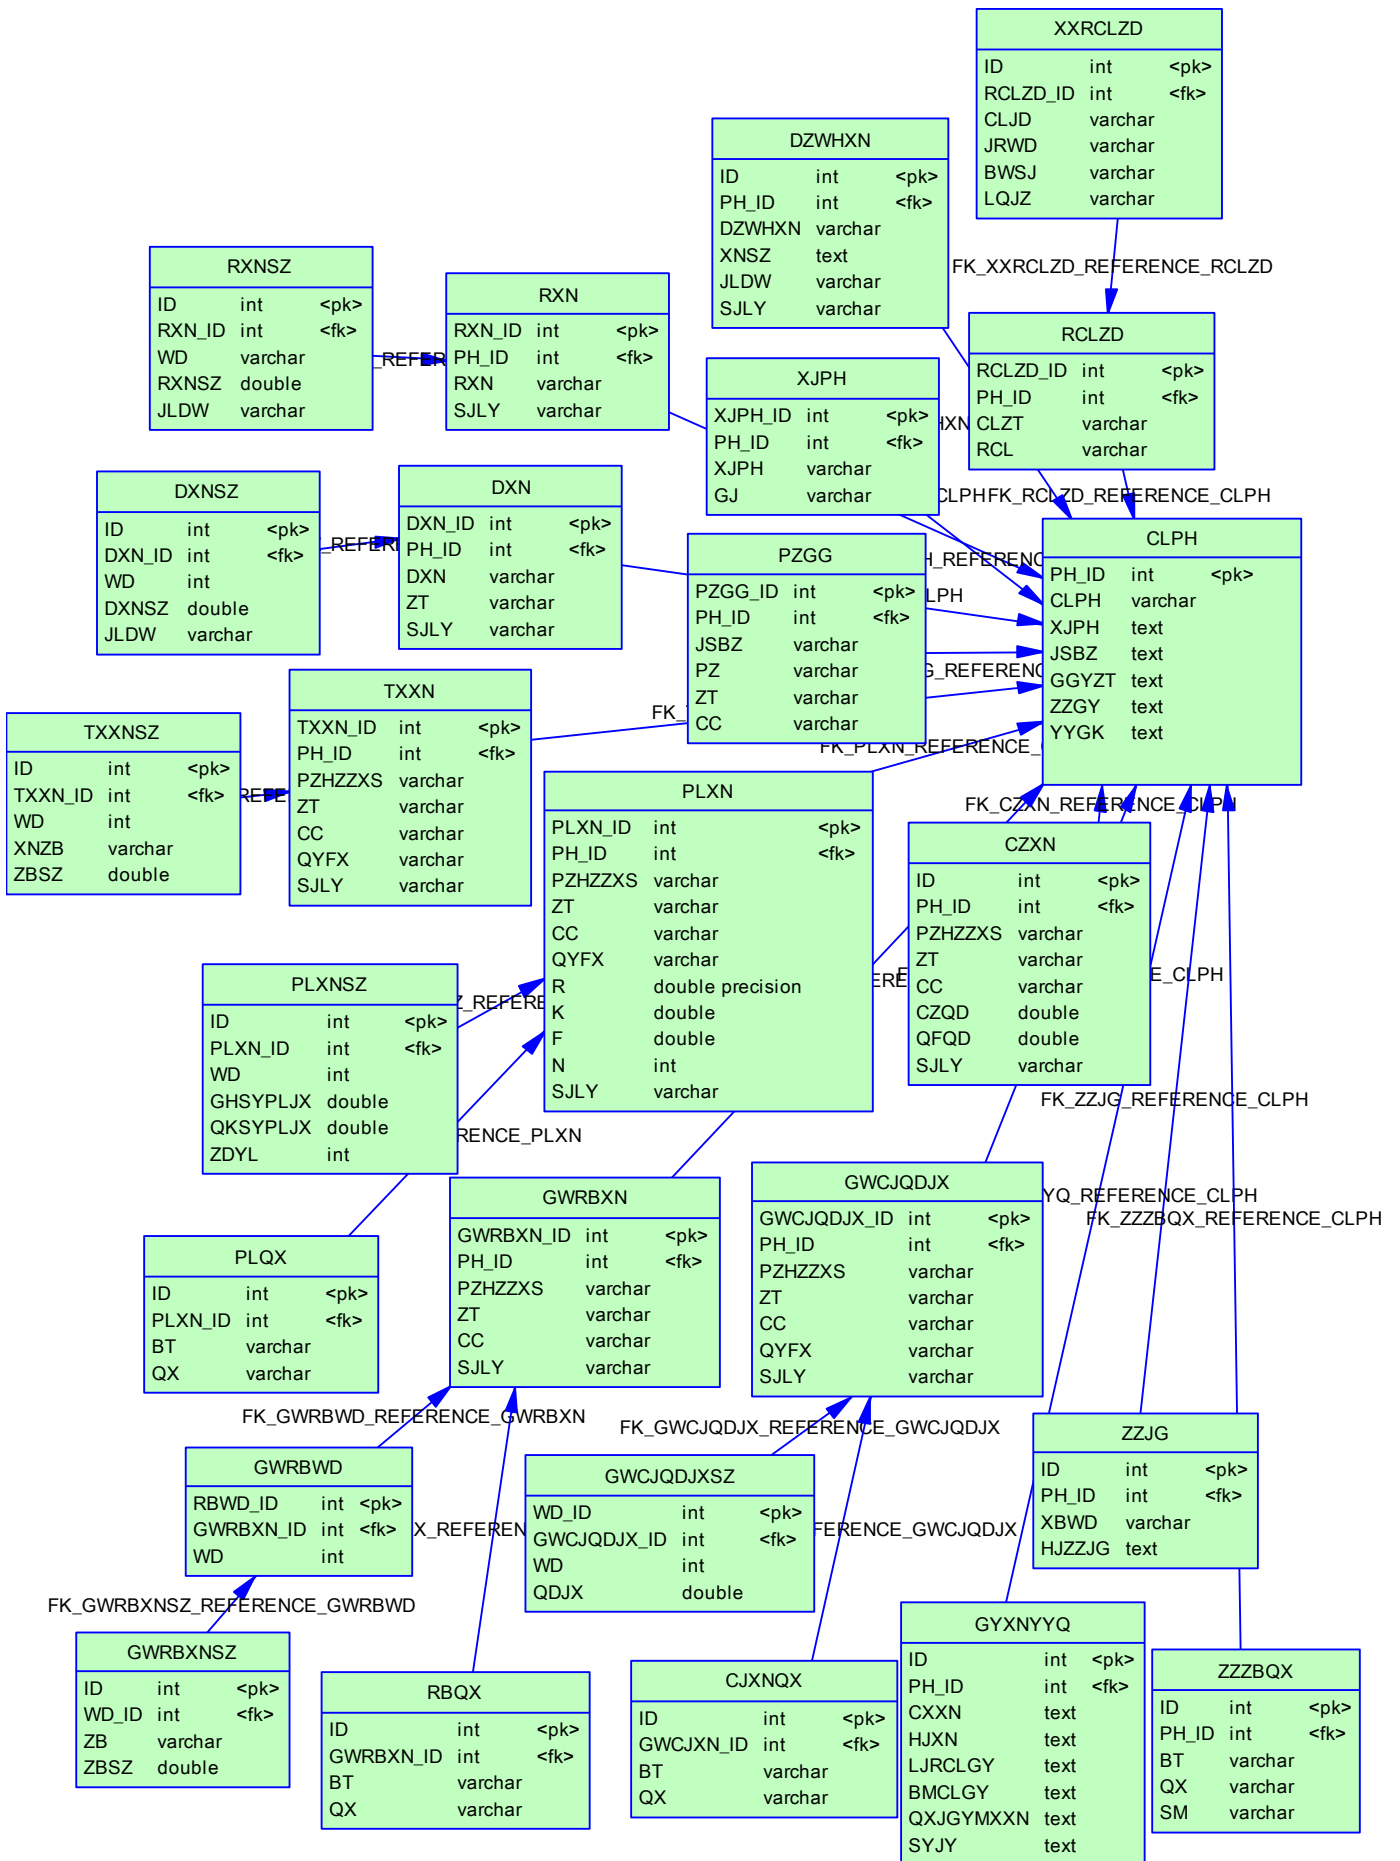 XXRCLZD
ID int <pk>
RCLZD_ID int <fk>
CLJD varchar
JRWD varchar
BWSJ varchar
LQJZ varchar
DZWHXN
ID int <pk>
PH_ID int <fk>
DZWHXN varchar
XNSZ text
JLDW varchar
SJLY varchar
FK_XXRCLZD_REFERENCE_RCLZD
RXNSZ
ID int <pk>
RXN_ID int <fk>
WD varchar
RXNSZ double
JLDW varchar
_REFER
RXN
RXN_ID int <pk>
PH_ID int <fk>
RXN varchar
SJLY varchar
RCLZD
RCLZD_ID int <pk>
PH_ID int <fk>
CLZT varchar
RCL varchar
XJPH
XJPH_ID int <pk>
PH_ID int <fk>
XJPH varchar
GJ varchar
HXN
CLPH
FK_RCLZD_REFERENCE_CLPH
DXNSZ
ID int <pk>
DXN_ID int <fk>
WD int
DXNSZ double
JLDW varchar
_REFER
DXN
DXN_ID int <pk>
PH_ID int <fk>
DXN varchar
ZT varchar
SJLY varchar
PZGG
PZGG_ID int <pk>
PH_ID int <fk>
JSBZ varchar
PZ varchar
ZT varchar
CC varchar
H_REFERENC
LPH
G_REFERENC
CLPH
PH_ID int <pk>
CLPH varchar
XJPH text
JSBZ text
GGYZT text
ZZGY text
YYGK text
TXXNSZ
ID int <pk>
TXXN_ID int <fk>
WD int
XNZB varchar
ZBSZ double
REFE
TXXN
TXXN_ID int <pk>
PH_ID int <fk>
PZHZZXS varchar
ZT varchar
CC varchar
QYFX varchar
SJLY varchar
FK_
FK_PLXN_REFERENCE_
PLXN
PLXN_ID int <pk>
PH_ID int <fk>
PZHZZXS varchar
ZT varchar
CC varchar
QYFX varchar
R double precision
K double
F double
N int
SJLY varchar
FK_CZXN_REFERENCE_CLPH
CZXN
ID int <pk>
PH_ID int <fk>
PZHZZXS varchar
ZT varchar
CC varchar
CZQD double
QFQD double
SJLY varchar
E_CLPH
PLXNSZ
ID int <pk>
PLXN_ID int <fk>
WD int
GHSYPLJX double
QKSYPLJX double
ZDYL int
Z_REFERE
RENCE_PLXN
FK_ZZJG_REFERENCE_CLPH
PLQX
ID int <pk>
PLXN_ID int <fk>
BT varchar
QX varchar
GWRBXN
GWRBXN_ID int <pk>
PH_ID int <fk>
PZHZZXS varchar
ZT varchar
CC varchar
SJLY varchar
GWCJQDJX
GWCJQDJX_ID int <pk>
PH_ID int <fk>
PZHZZXS varchar
ZT varchar
CC varchar
QYFX varchar
SJLY varchar
YQ_REFERENCE_CLPH
FK_ZZZBQX_REFERENCE_CLPH
FK_GWRBWD_REFERENCE_GWRBXN
FK_GWCJQDJX_REFERENCE_GWCJQDJX
GWRBWD
RBWD_ID int <pk>
GWRBXN_ID int <fk>
WD int
X_REFEREN
GWCJQDJXSZ
WD_ID int <pk>
GWCJQDJX_ID int <fk>
WD int
QDJX double
FERENCE_GWCJQDJX
ZZJG
ID int <pk>
PH_ID int <fk>
XBWD varchar
HJZZJG text
FK_GWRBXNSZ_REFERENCE_GWRBWD
GWRBXNSZ
ID int <pk>
WD_ID int <fk>
ZB varchar
ZBSZ double
RBQX
ID int <pk>
GWRBXN_ID int <fk>
BT varchar
QX varchar
CJXNQX
ID int <pk>
GWCJXN_ID int <fk>
BT varchar
QX varchar
GYXNYYQ
ID int <pk>
PH_ID int <fk>
CXXN text
HJXN text
LJRCLGY text
BMCLGY text
QXJGYMXXN text
SYJY text
ZZZBQX
ID int <pk>
PH_ID int <fk>
BT varchar
QX varchar
SM varchar